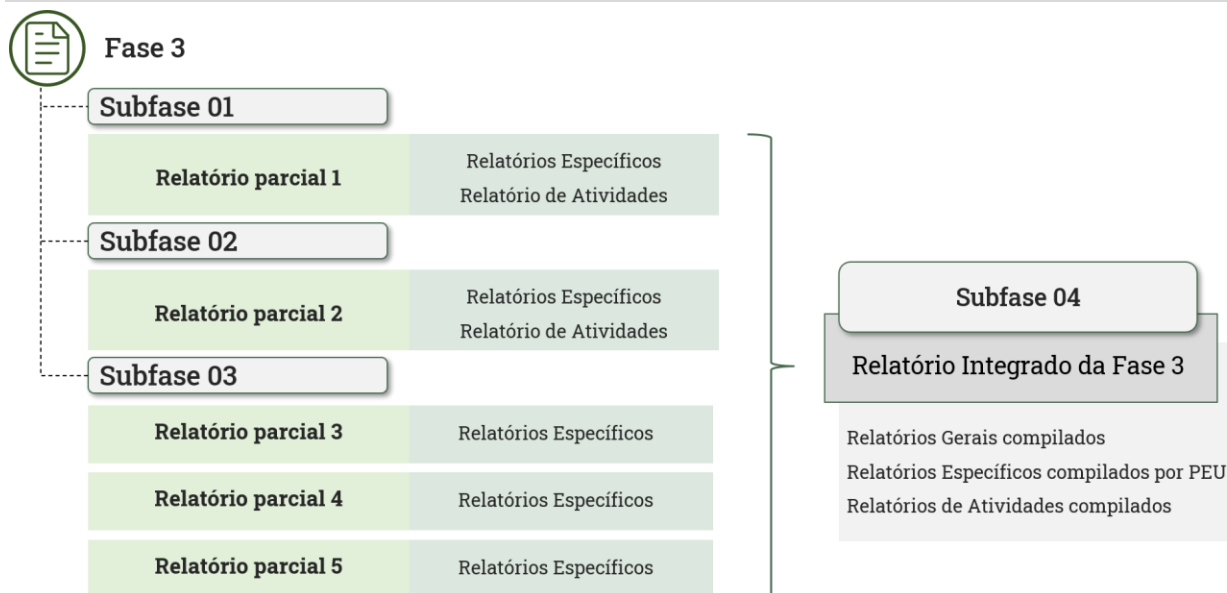 Fase 3
Subfase 01
Relatório parcial 1
Relatórios Específicos
Relatório de Atividades
Subfase 02
Relatório parcial 2
Relatórios Específicos
Relatório de Atividades
Subfase 03
Relatório parcial 3
Relatórios Específicos
Relatório parcial 4
Relatórios Específicos
Relatório parcial 5
Relatórios Específicos
Subfase 04
Relatório Integrado da Fase 3
Relatórios Gerais compilados
Relatórios Específicos compilados por PEU
Relatórios de Atividades compilados